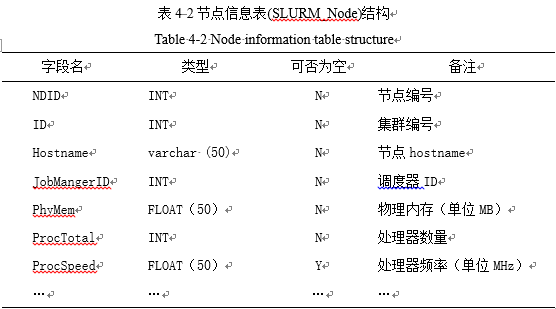 表 4-2 节点信息表(SLURM_Node)结构
Table 4-2 Node information table structure
字段名 类型 可否为空 备注
NDID INT N 节点编号
ID INT N 集群编号
Hostname varchar (50) N 节点 hostname
JobMangerID INT N 调度器 ID
PhyMem FLOAT（50） N 物理内存（单位 MB）
ProcTotal INT N 处理器数量
ProcSpeed FLOAT（50） Y 处理器频率（单位 MHz）
… … … …